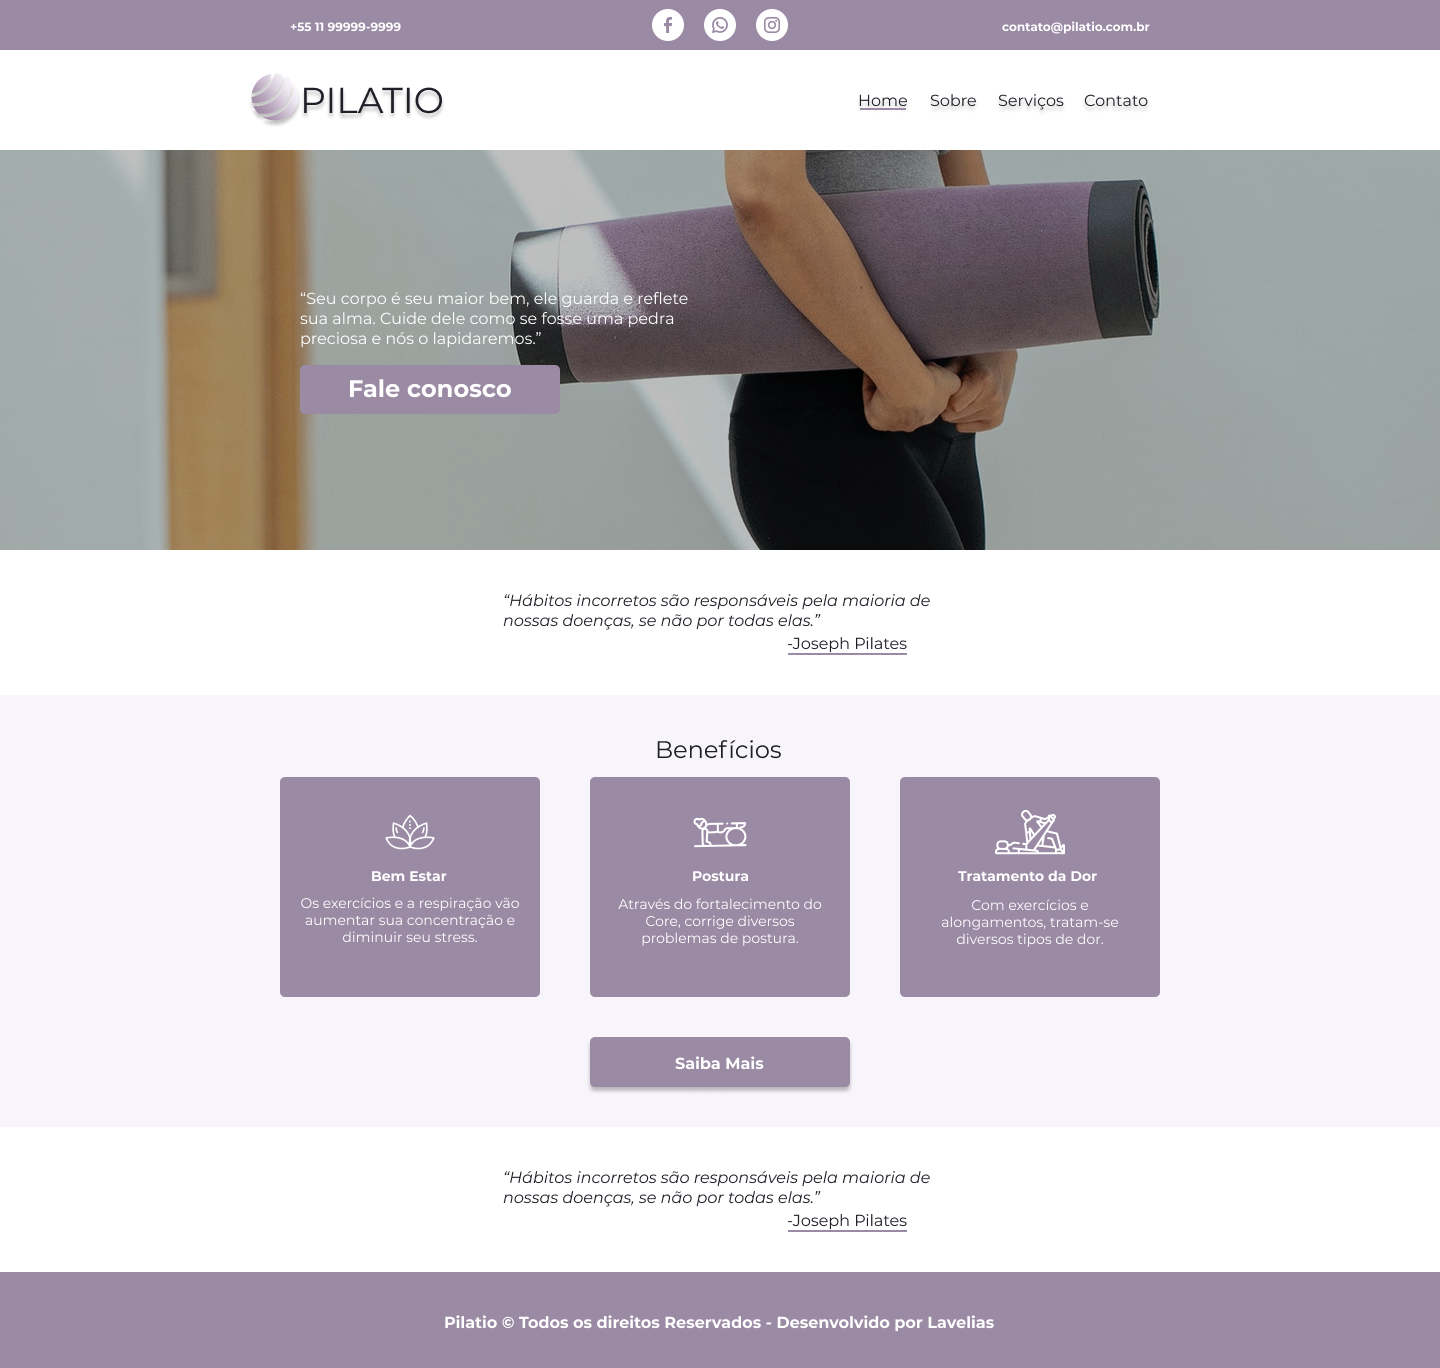 +55 11 99999-9999
contato@pilatio.com.br
PILATIO
Home Sobre Serviços Contato
“Seu corpo é seu maior bem, ele guarda e reflete
sua alma. Cuide dele como se fosse uma pedra
preciosa e nós o lapidaremos.”
Fale conosco
“Hábitos incorretos são responsáveis pela maioria de
nossas doenças, se não por todas elas.”
-Joseph Pilates
Benefícios
Bem Estar
Os exercícios e a respiração vão
aumentar sua concentração e
diminuir seu stress.
Postura
Através do fortalecimento do
Core, corrige diversos
problemas de postura.
Tratamento da Dor
Com exercícios e
alongamentos, tratam-se
diversos tipos de dor.
Saiba Mais
“Hábitos incorretos são responsáveis pela maioria de
nossas doenças, se não por todas elas.”
-Joseph Pilates
Pilatio © Todos os direitos Reservados - Desenvolvido por Lavelias